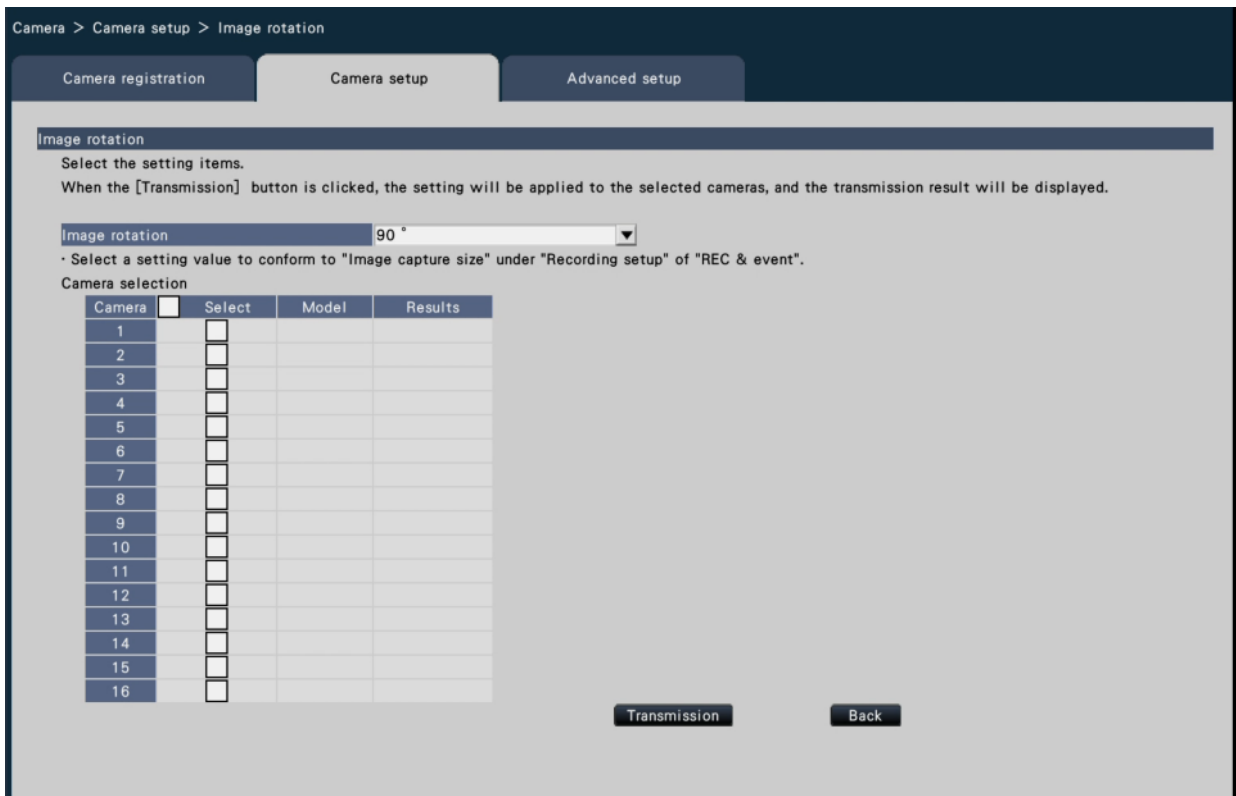 Camera > Camera setup > Image rotation
Camera registration Camera setup Advanced setup
Image rotation
Select the setting items.
When the [Transmission] button is clicked, the setting will be applied to the selected cameras, and the transmission result will be displayed.
Image rotation 90 °
· Select a setting value to conform to "Image capture size" under "Recording setup" of "REC & event".
Camera selection
Camera Select Model Results
1
2
3
4
5
6
7
8
9
10
11
12
13
14
15
16
Transmission Back